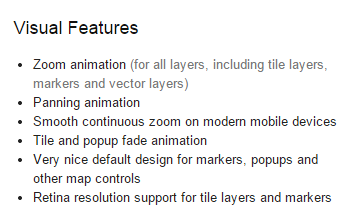 Visual Features
• Zoom animation (for all layers, including tile layers,
markers and vector layers)
• Panning animation
• Smooth continuous zoom on modern mobile devices
• Tile and popup fade animation
• Very nice default design for markers, popups and
other map controls
• Retina resolution support for tile layers and markers